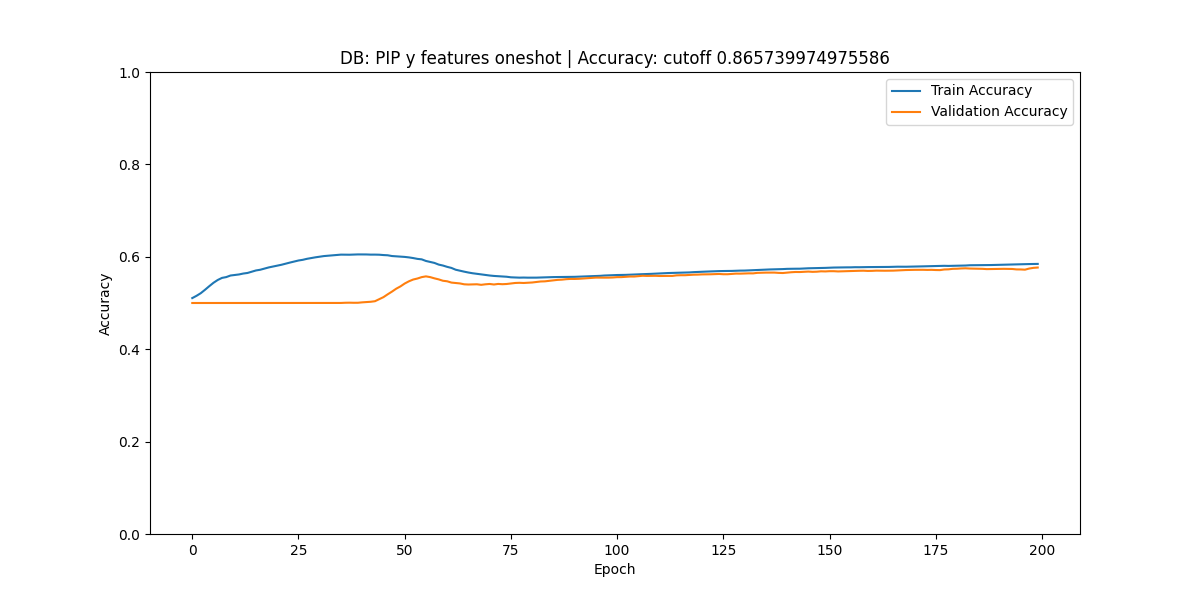 DB: PIP y features oneshot | Accuracy: cutoff 0.865739974975586
Train Accuracy
Validation Accuracy
1.0
0.8
0.6
0.4
0.2
0.0
Accuracy
0 25 50 75 100 125 150 175 200
Epoch